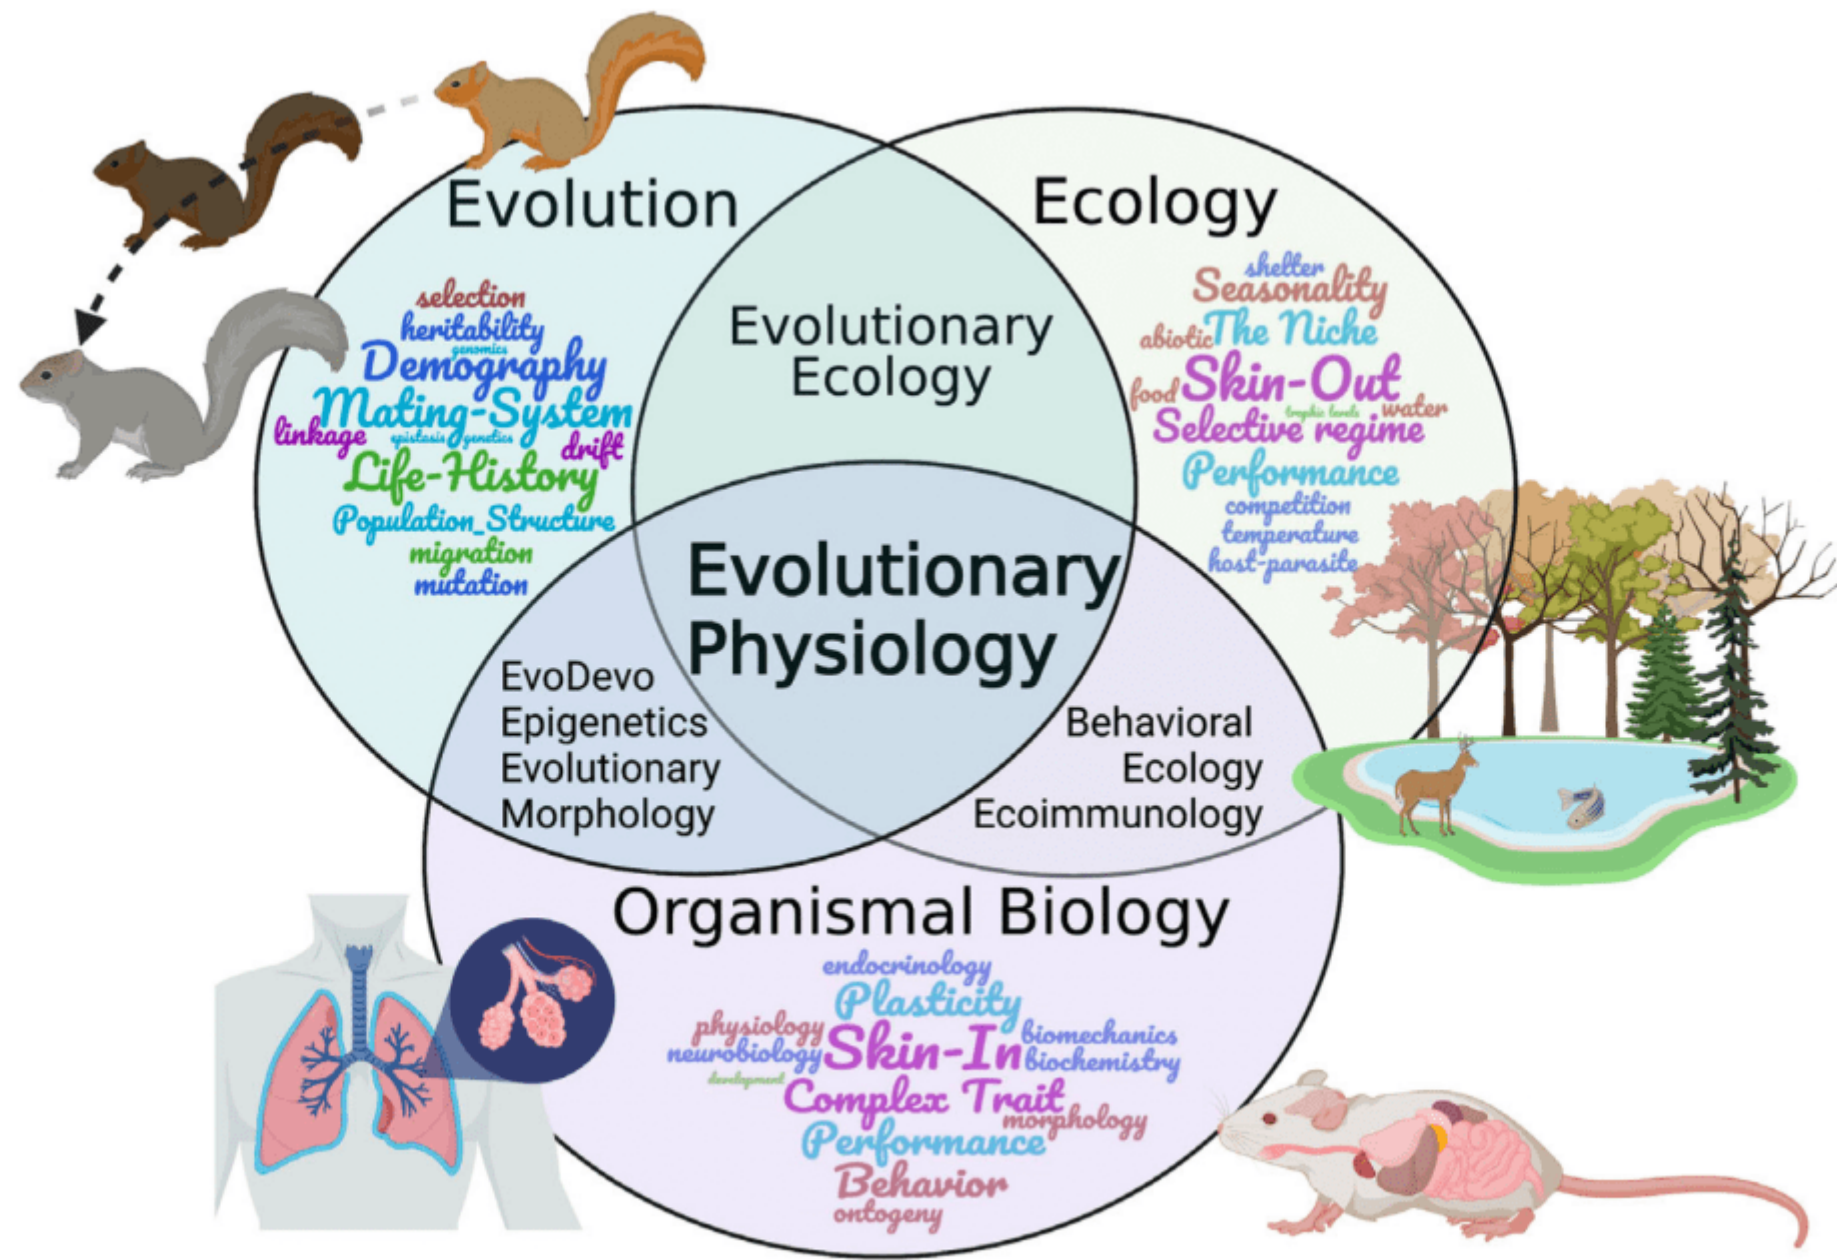 Evolution
selection
heritability
genomics
Demography
Mating-System
linkage
epistasis
genetics
drift
Life-History
Population_Structure
migration
mutation
Evolutionary
Ecology
Ecology
shelter
Seasonality
abiotic
The Niche
food
Skin-Out
trophic levels
water
Selective regime
Performance
competition
temperature
host-parasite
Evolutionary
Physiology
EvoDevo
Epigenetics
Evolutionary
Morphology
Behavioral
Ecology
Ecoimmunology
Organismal Biology
endocrinology
Plasticity
physiology
neurobiology
Skin-In
biomechanics
biochemistry
development
Complex Trait
morphology
Performance
Behavior
ontogeny